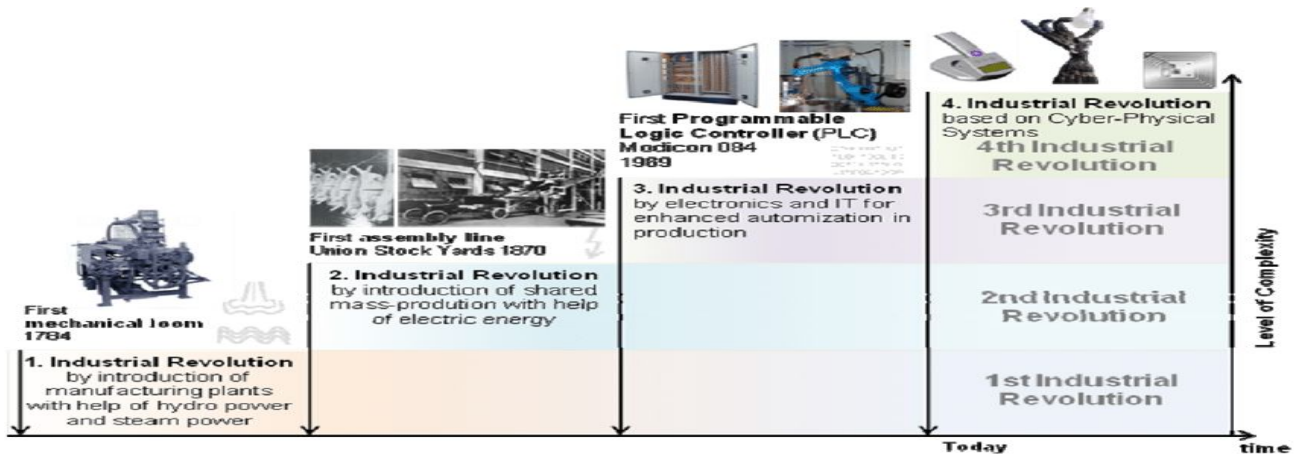 First
mechanical loom
1784
1. Industrial Revolution
by introduction of
manufacturing plants
with help of hydro power
and steam power
First assembly line
Union Stock Yards 1870
2. Industrial Revolution
by introduction of shared
mass-prodution with help
of electric energy
First Programmable
Logic Controller (PLC)
Modicon 084
1969
3. Industrial Revolution
by electronics and IT for
enhanced automization in
production
4. Industrial Revolution
based on Cyber-Physical
Systems
4th Industrial
Revolution
3rd Industrial
Revolution
2nd Industrial
Revolution
1st Industrial
Revolution
Level of Complexity
Today
time